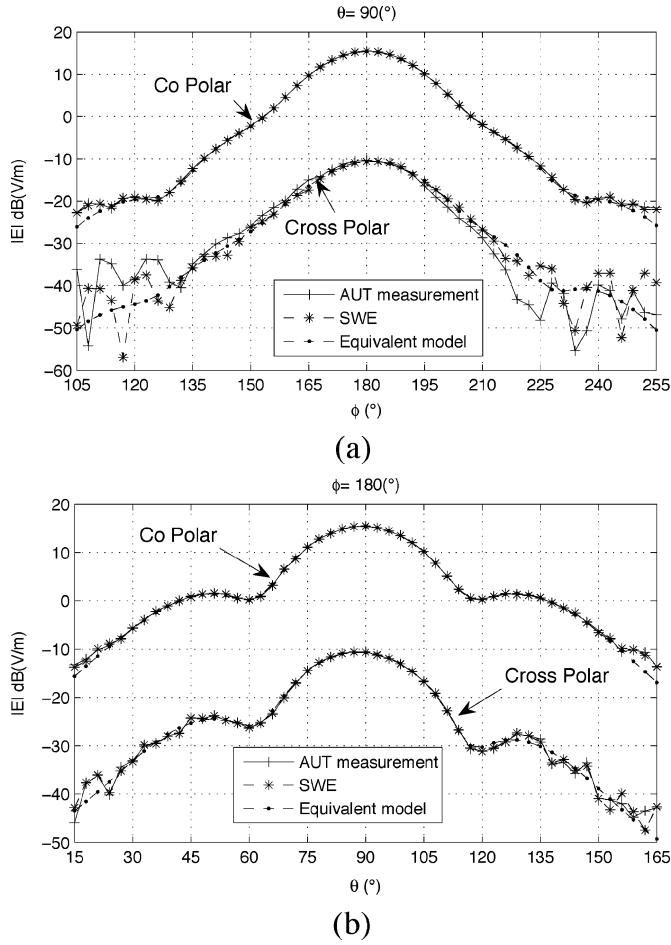 θ= 90(°)
20
10
0
-10
-20
-30
-40
-50
-60
|E| dB(V/m)
Co Polar
Cross Polar
AUT measurement
SWE
Equivalent model
105 120 135 150 165 180 195 210 225 240 255
ϕ (°)
(a)
ϕ= 180(°)
20
10
0
-10
-20
-30
-40
-50
|E| dB(V/m)
Co Polar
Cross Polar
AUT measurement
SWE
Equivalent model
15 30 45 60 75 90 105 120 135 150 165
θ (°)
(b)